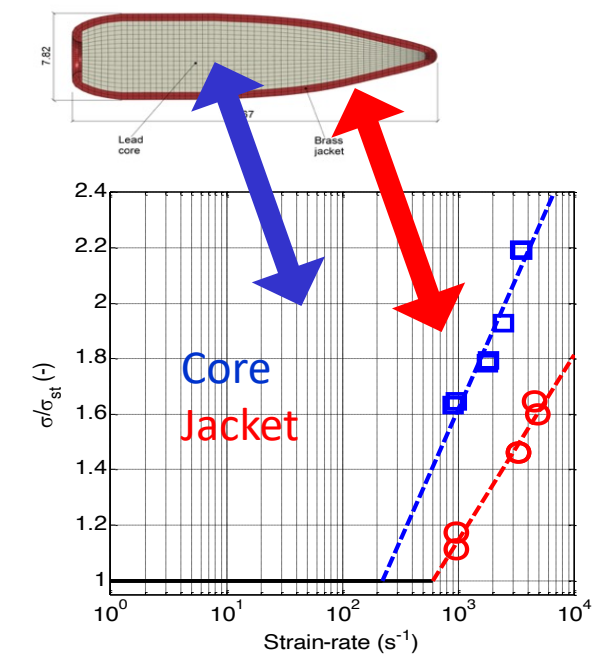 7.82
67
Lead
core
Brass
jacket
2.4
2.2
2
1.8
1.6
1.4
1.2
1
σ/σst (-)
Core
Jacket
10⁰
10¹
10²
10³
10⁴
Strain-rate (s⁻¹)